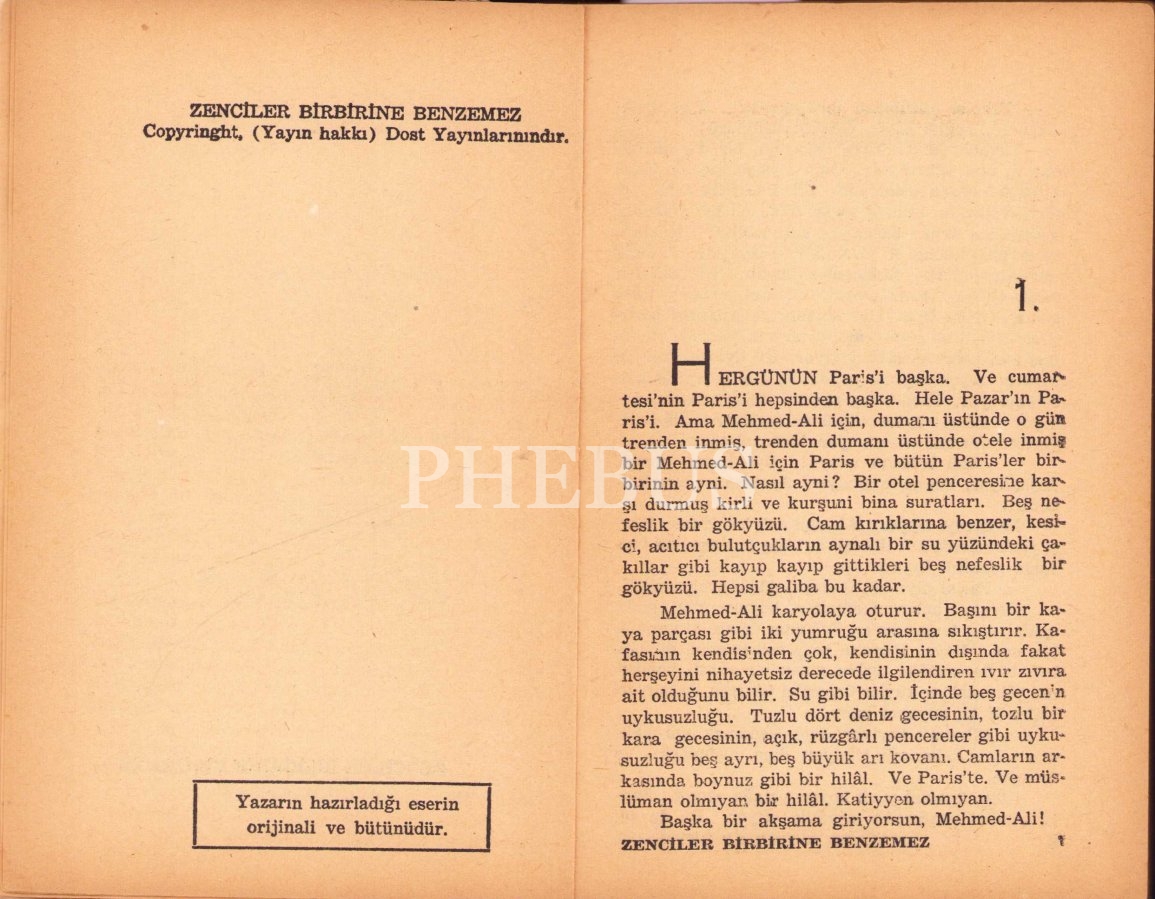 ZENCİLER BİRBİRİNE BENZEMEZ
Copyringht, (Yayın hakkı) Dost Yayınlarınındır.
Yazarın hazırladığı eserin
orijinali ve bütünüdür.
1.
HERGÜNÜN Paris'i başka. Ve cumar-
tesi'nin Paris'i hepsinden başka. Hele Pazar'ın Pa-
ris'i. Ama Mehmed-Ali için, dumanı üstünde o gün
trenden inmiş, trenden dumanı üstünde otele inmiş
bir Mehmed-Ali için Paris ve bütün Paris'ler bir-
birinin ayni. Nasıl ayni? Bir otel penceresine kar-
şı durmuş kirli ve kurşuni bina suratları. Beş ne-
feslik bir gökyüzü. Cam kırıklarına benzer, kesi-
ci, acıtıcı bulutçukların aynalı bir su yüzündeki ça-
kıllar gibi kayıp kayıp gittikleri beş nefeslik bir
gökyüzü. Hepsi galiba bu kadar.
Mehmed-Ali karyolaya oturur. Başını bir ka-
ya parçası gibi iki yumruğu arasına sıkıştırır. Ka-
fasının kendisinden çok, kendisinin dışında fakat
herşeyini nihayetsiz derecede ilgilendiren ıvır zıvıra
ait olduğunu bilir. Su gibi bilir. İçinde beş gecenin
uykusuzluğu. Tuzlu dört deniz gecesinin, tozlu bir
kara gecesinin, açık, rüzgârlı pencereler gibi uyku-
suzluğu beş ayrı, beş büyük arı kovanı. Camların ar-
kasında boynuz gibi bir hilâl. Ve Paris'te. Ve müs-
lüman olmıyan bir hilâl. Katiyyen olmıyan.
Başka bir akşama giriyorsun, Mehmed-Ali!
ZENCİLER BİRBİRİNE BENZEMEZ
PHEBUS